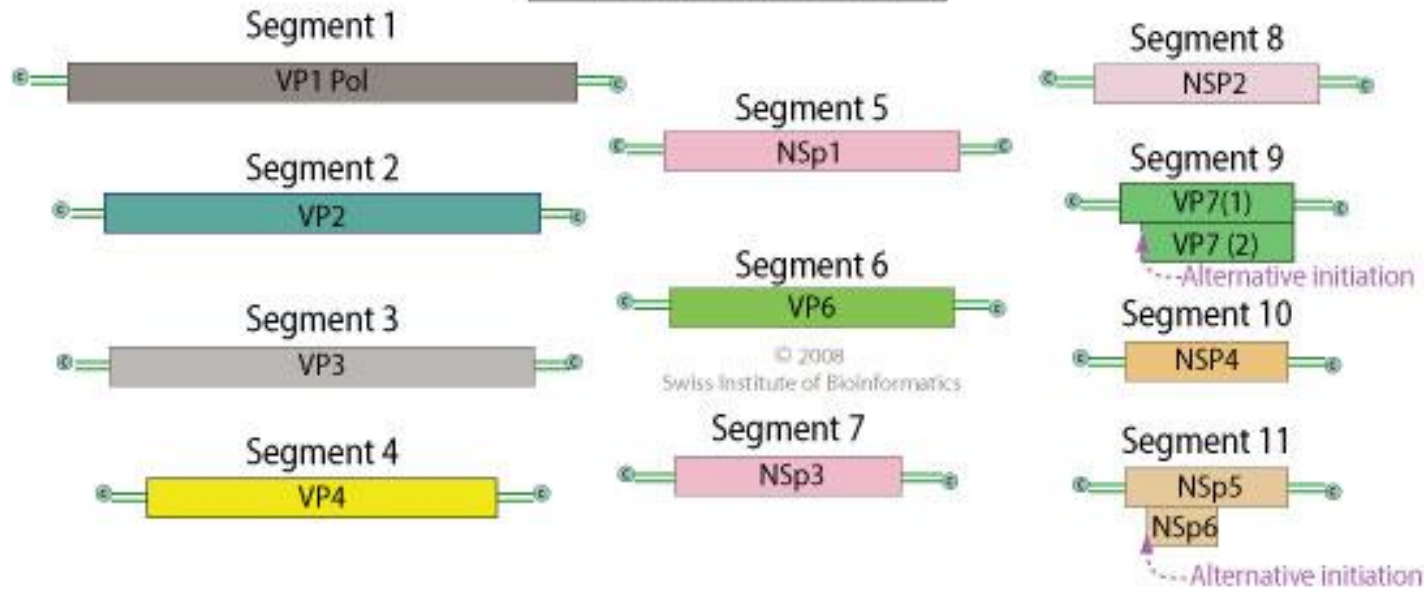 Segment 1
VP1 Pol
Segment 2
VP2
Segment 3
VP3
Segment 4
VP4
Segment 5
NSp1
Segment 6
VP6
© 2008
Swiss Institute of Bioinformatics
Segment 7
NSp3
Segment 8
NSP2
Segment 9
VP7(1)
VP7 (2)
Alternative initiation
Segment 10
NSP4
Segment 11
NSp5
NSp6
Alternative initiation